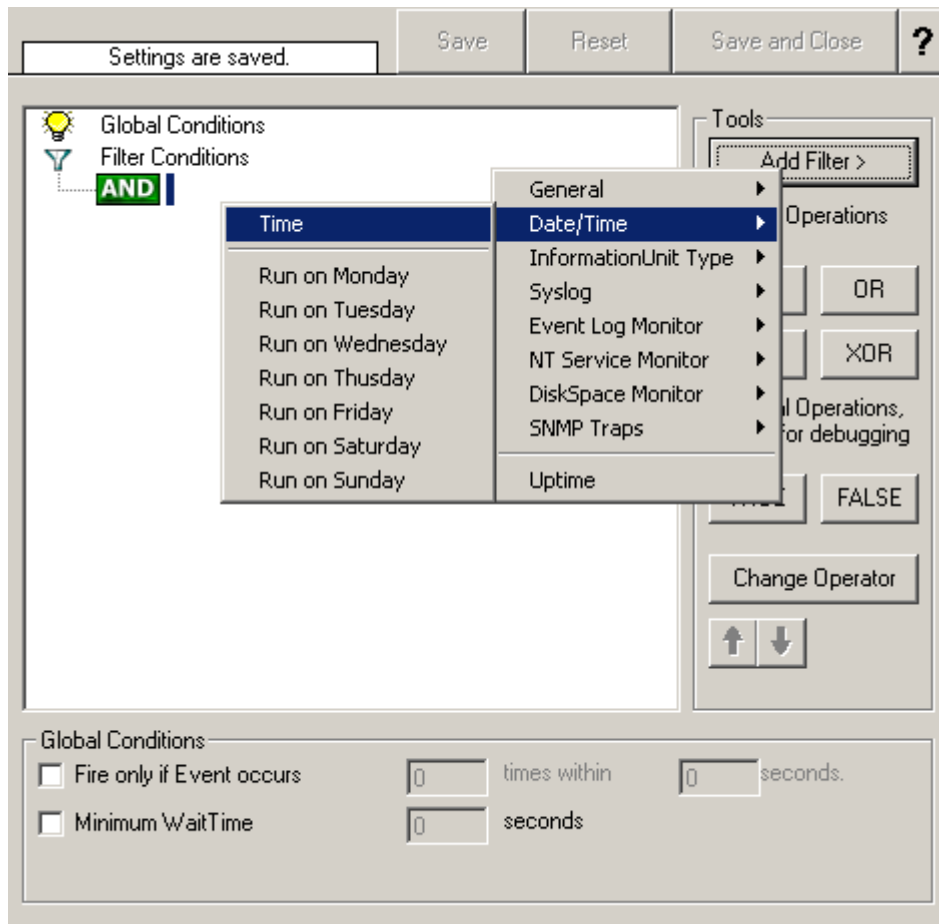 Settings are saved.
Save
Reset
Save and Close
?
Global Conditions
Filter Conditions
AND
Tools
Add Filter >
Operations
OR
XOR
l Operations,
for debugging
FALSE
Change Operator
General
Date/Time
InformationUnit Type
Syslog
Event Log Monitor
NT Service Monitor
DiskSpace Monitor
SNMP Traps
Uptime
Time
Run on Monday
Run on Tuesday
Run on Wednesday
Run on Thusday
Run on Friday
Run on Saturday
Run on Sunday
Global Conditions
Fire only if Event occurs 0 times within 0 seconds.
Minimum WaitTime 0 seconds